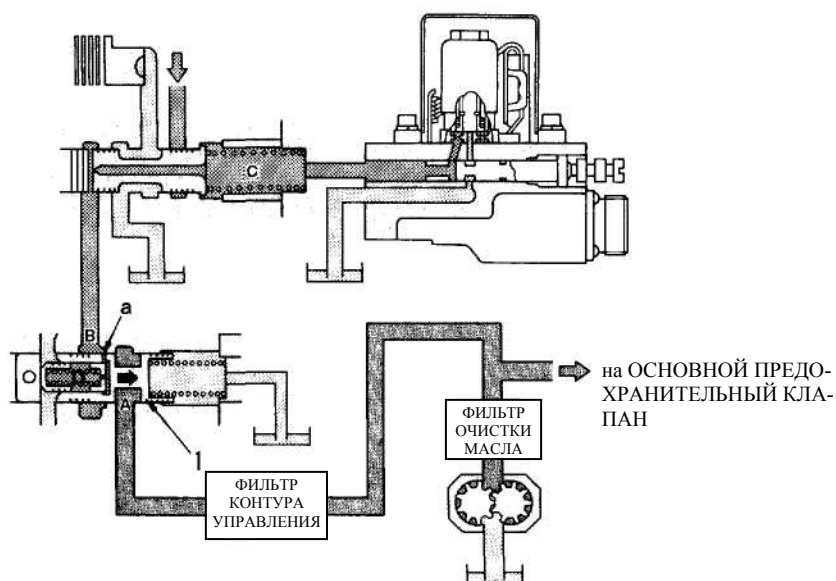 C
B
a
A
1
на ОСНОВНОЙ ПРЕДО-
ХРАНИТЕЛЬНЫЙ КЛА-
ПАН
ФИЛЬТР
ОЧИСТКИ
МАСЛА
ФИЛЬТР
КОНТУРА
УПРАВЛЕНИЯ